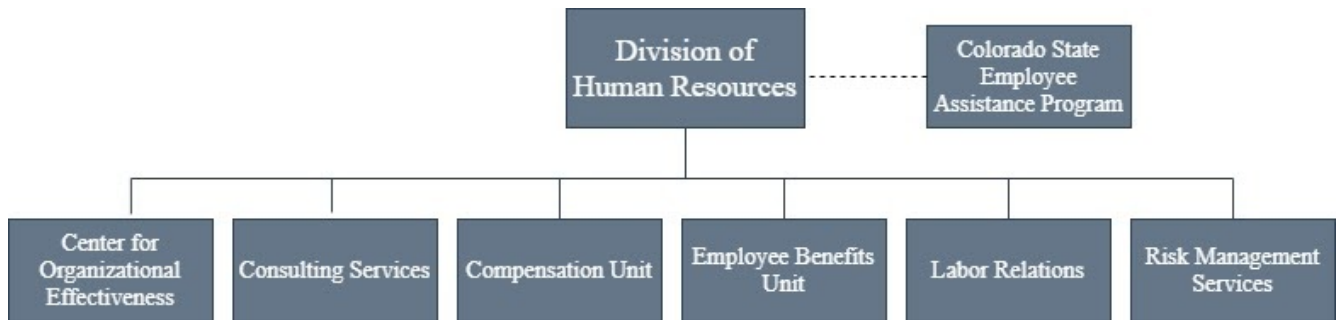 Division of
Human Resources
Colorado State
Employee
Assistance Program
Center for
Organizational
Effectiveness
Consulting Services
Compensation Unit
Employee Benefits
Unit
Labor Relations
Risk Management
Services